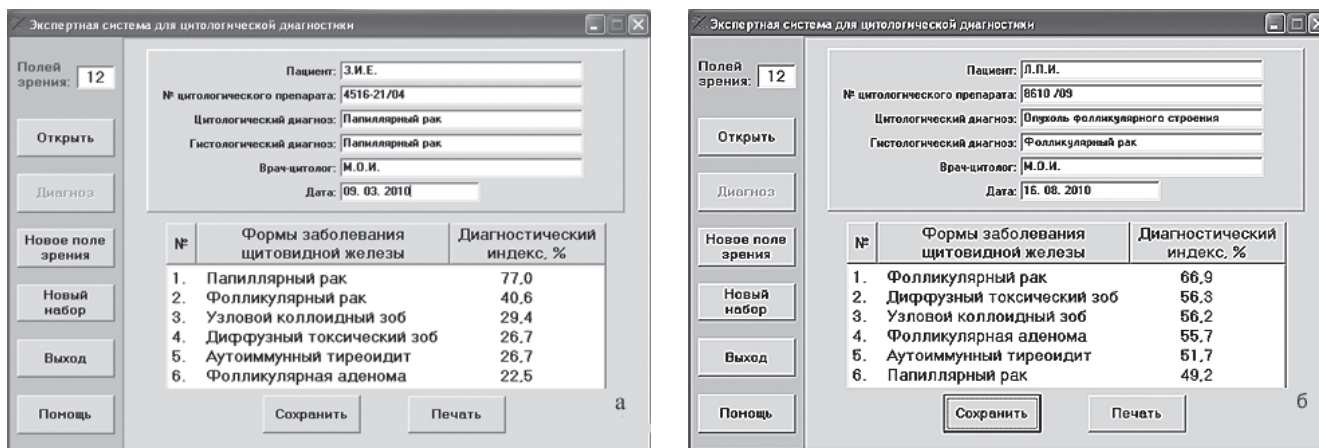 Экспертная система для цитологической диагностики
Полей
зрения: 12
Открыть
Диагноз
Новое поле
зрения
Новый
набор
Выход
Помощь
Пациент: З.И.Е.
№ цитологического препарата: 4516-21/04
Цитологический диагноз: Папиллярный рак
Гистологический диагноз: Папиллярный рак
Врач-цитолог: М.О.И.
Дата: 09. 03. 2010
№ Формы заболевания щитовидной железы Диагностический индекс, %
1. Папиллярный рак 77,0
2. Фолликулярный рак 40,6
3. Узловой коллоидный зоб 29,4
4. Диффузный токсический зоб 26,7
5. Аутоиммунный тиреоидит 26,7
6. Фолликулярная аденома 22,5
Сохранить Печать
а
Экспертная система для цитологической диагностики
Полей
зрения: 12
Открыть
Диагноз
Новое поле
зрения
Новый
набор
Выход
Помощь
Пациент: Л.П.И.
№ цитологического препарата: 8610 /09
Цитологический диагноз: Опухоль фолликулярного строения
Гистологический диагноз: Фолликулярный рак
Врач-цитолог: М.О.И.
Дата: 16. 08. 2010
№ Формы заболевания щитовидной железы Диагностический индекс, %
1. Фолликулярный рак 66,9
2. Диффузный токсический зоб 56,3
3. Узловой коллоидный зоб 56,2
4. Фолликулярная аденома 55,7
5. Аутоиммунный тиреоидит 51,7
6. Папиллярный рак 49,2
Сохранить Печать
б